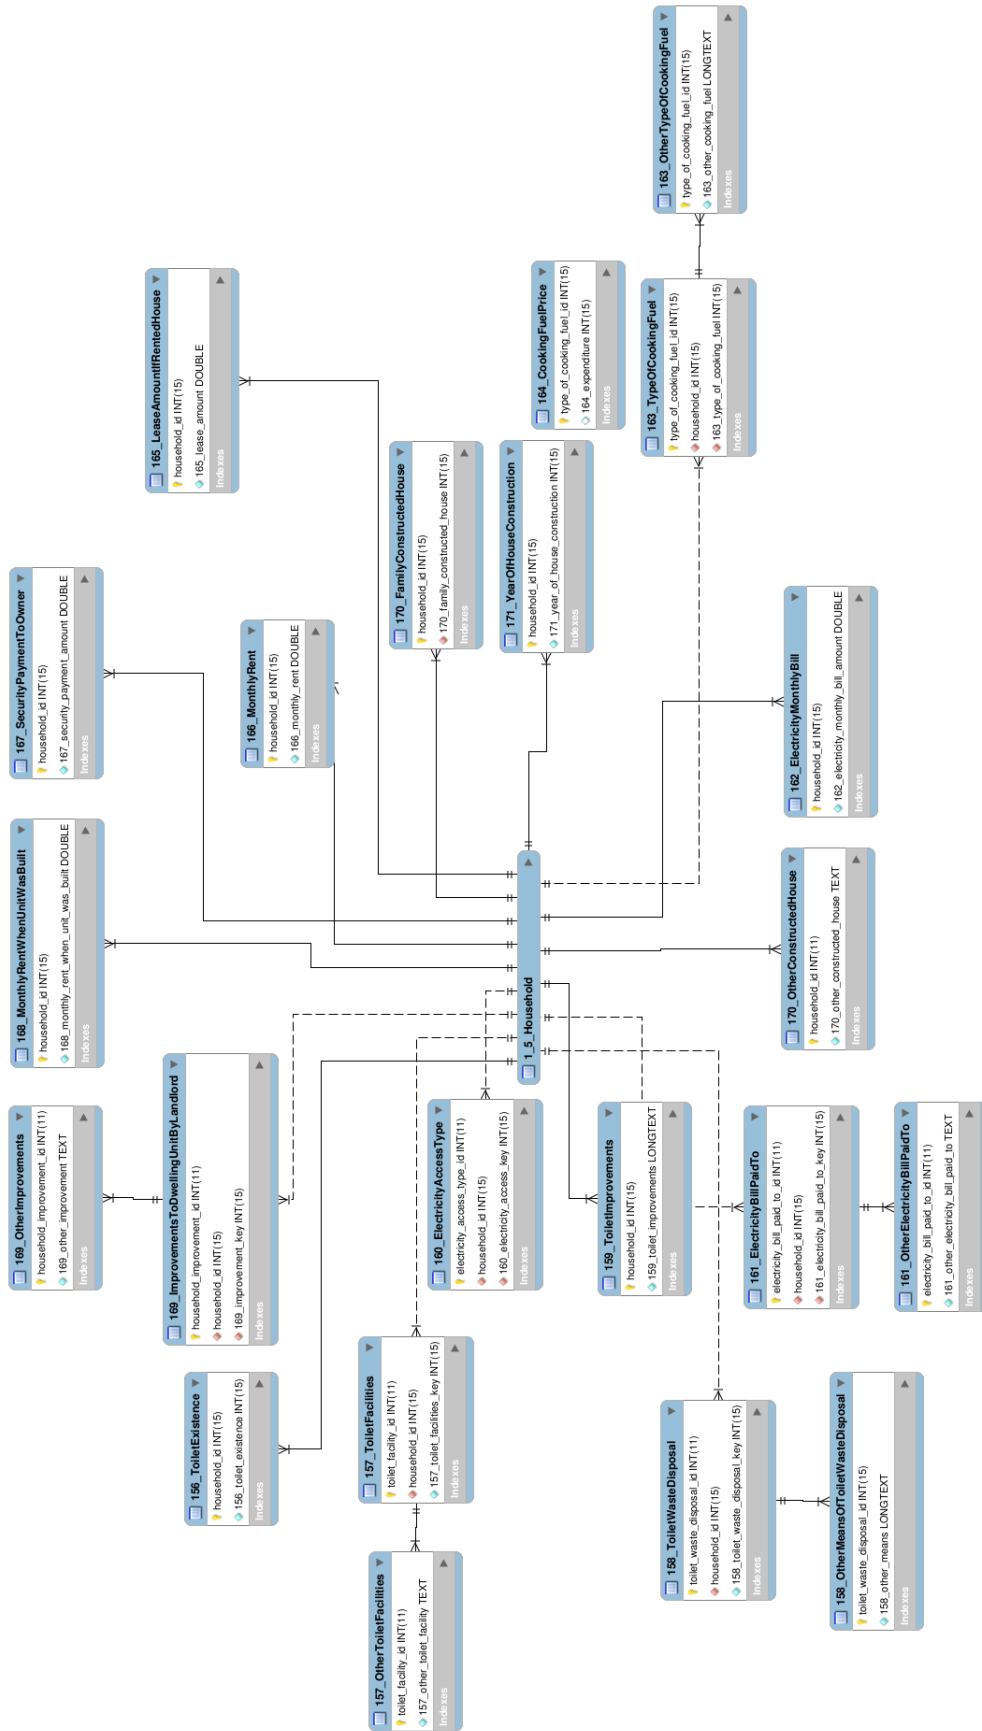 157_OtherToiletFacilities
toilet_facility_id INT(11)
157_other_toilet_facility TEXT
Indexes
156_ToiletExistence
household_id INT(15)
156_toilet_existence INT(15)
Indexes
157_ToiletFacilities
toilet_facility_id INT(11)
household_id INT(15)
157_toilet_facilities_key INT(15)
Indexes
158_ToiletWasteDisposal
toilet_waste_disposal_id INT(11)
household_id INT(15)
158_toilet_waste_disposal_key INT(15)
Indexes
158_OtherMeansOfToiletWasteDisposal
toilet_waste_disposal_id INT(15)
158_other_means LONGTEXT
Indexes
169_OtherImprovements
household_improvement_id INT(11)
169_other_improvement TEXT
Indexes
169_ImprovementsToDwellingUnitByLandlord
household_improvement_id INT(11)
household_id INT(15)
169_improvement_key INT(15)
Indexes
160_ElectricityAccessType
electricity_access_type_id INT(11)
household_id INT(15)
160_electricity_access_key INT(15)
Indexes
159_ToiletImprovements
household_id INT(15)
159_toilet_improvements LONGTEXT
Indexes
161_ElectricityBillPaidTo
electricity_bill_paid_to_id INT(11)
household_id INT(15)
161_electricity_bill_paid_to_key INT(15)
Indexes
161_OtherElectricityBillPaidTo
electricity_bill_paid_to_id INT(11)
161_other_electricity_bill_paid_to TEXT
Indexes
168_MonthlyRentWhenUnitWasBuilt
household_id INT(15)
168_monthly_rent_when_unit_was_built DOUBLE
Indexes
1_5_Household
170_OtherConstructedHouse
household_id INT(11)
170_other_constructed_house TEXT
Indexes
167_SecurityPaymentToOwner
household_id INT(15)
167_security_payment_amount DOUBLE
Indexes
166_MonthlyRent
household_id INT(15)
166_monthly_rent DOUBLE
Indexes
162_ElectricityMonthlyBill
household_id INT(15)
162_electricity_monthly_bill_amount DOUBLE
Indexes
170_FamilyConstructedHouse
household_id INT(15)
170_family_constructed_house INT(15)
Indexes
171_YearOfHouseConstruction
household_id INT(15)
171_year_of_house_construction INT(15)
Indexes
165_LeaseAmountIfRentedHouse
household_id INT(15)
165_lease_amount DOUBLE
Indexes
164_CookingFuelPrice
type_of_cooking_fuel_id INT(15)
164_expenditure INT(15)
Indexes
163_TypeOfCookingFuel
type_of_cooking_fuel_id INT(15)
household_id INT(15)
163_type_of_cooking_fuel INT(15)
Indexes
163_OtherTypeOfCookingFuel
type_of_cooking_fuel_id INT(15)
163_other_cooking_fuel LONGTEXT
Indexes